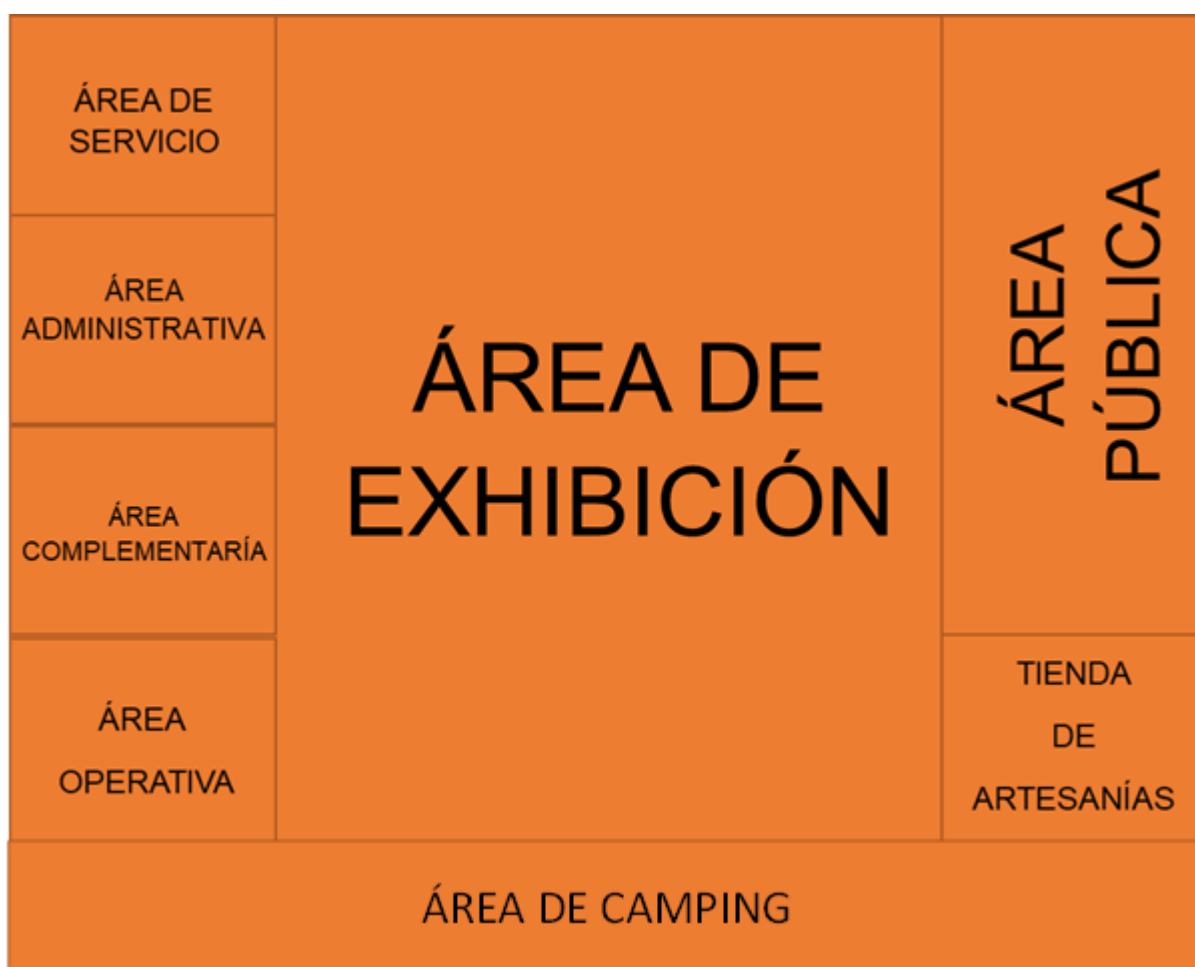 ÁREA DE
SERVICIO
ÁREA
ADMINISTRATIVA
ÁREA
COMPLEMENTARÍA
ÁREA
OPERATIVA
ÁREA DE
EXHIBICIÓN
ÁREA
PÚBLICA
TIENDA
DE
ARTESANÍAS
ÁREA DE CAMPING